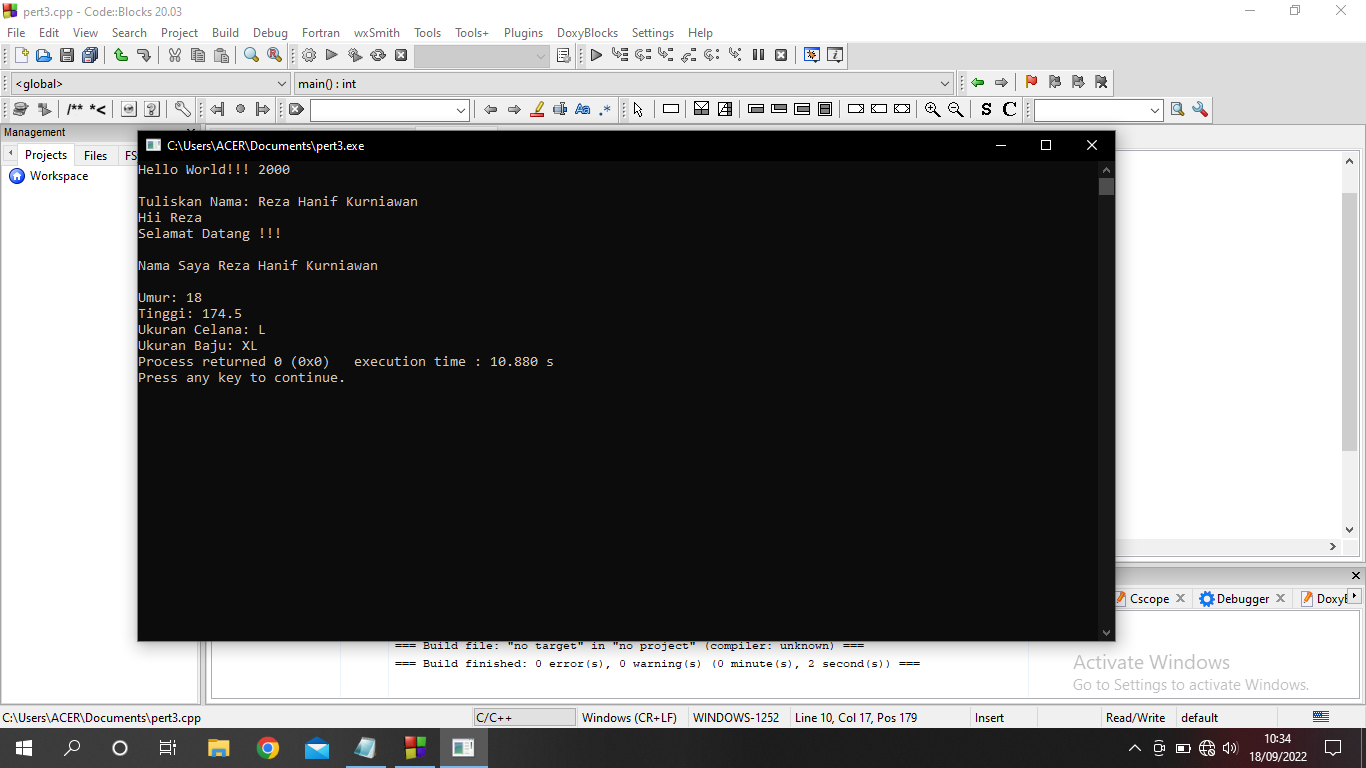 pert3.cpp - Code::Blocks 20.03
File Edit View Search Project Build Debug Fortran wxSmith Tools Tools+ Plugins DoxyBlocks Settings Help
<global> main() : int
/** *< Aa .* S C
Management
Projects Files FS
Workspace
C:\Users\ACER\Documents\pert3.exe
Hello World!!! 2000
Tuliskan Nama: Reza Hanif Kurniawan
Hii Reza
Selamat Datang !!!
Nama Saya Reza Hanif Kurniawan
Umur: 18
Tinggi: 174.5
Ukuran Celana: L
Ukuran Baju: XL
Process returned 0 (0x0)   execution time : 10.880 s
Press any key to continue.
Cscope Debugger DoxyB
=== Build file: "no target" in "no project" (compiler: unknown) ===
=== Build finished: 0 error(s), 0 warning(s) (0 minute(s), 2 second(s)) ===
Activate Windows
Go to Settings to activate Windows.
C:\Users\ACER\Documents\pert3.cpp C/C++ Windows (CR+LF) WINDOWS-1252 Line 10, Col 17, Pos 179 Insert Read/Write default
10:34
18/09/2022